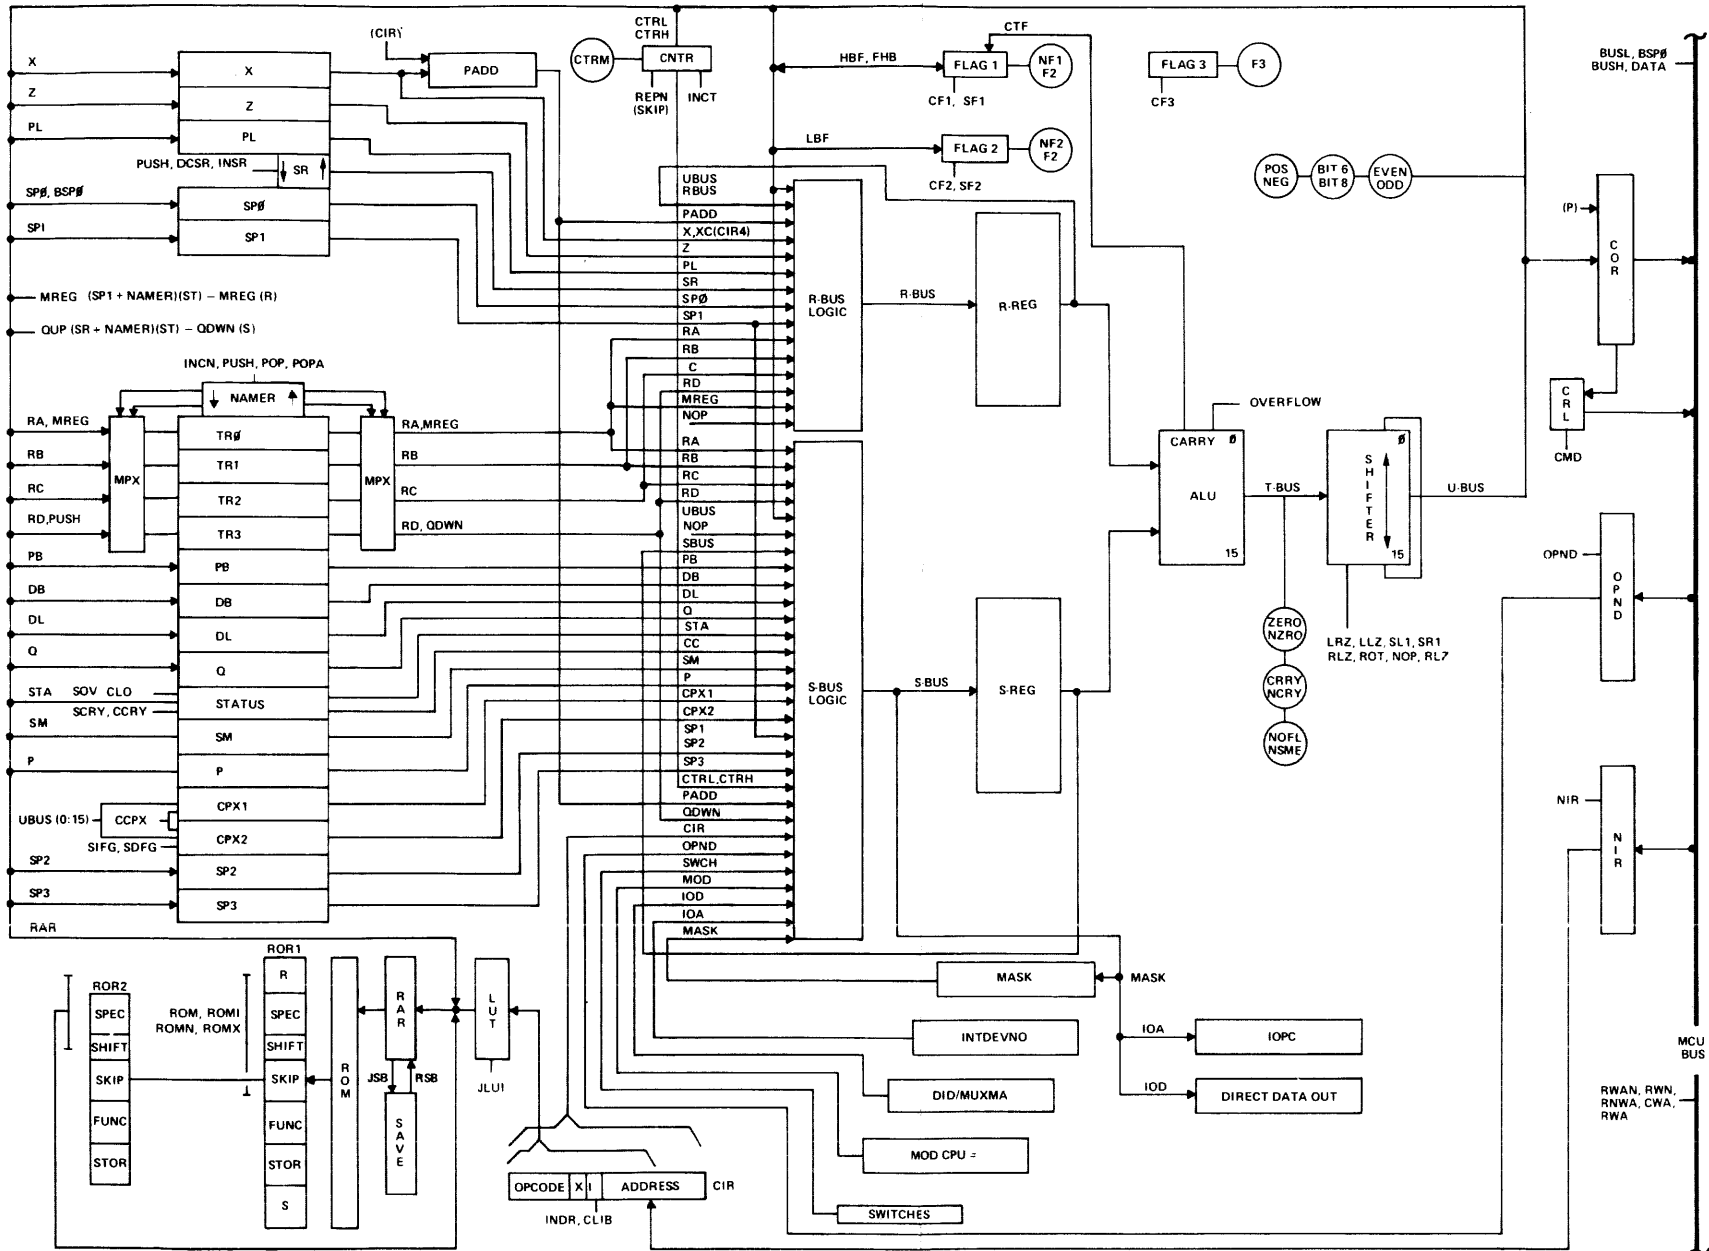 X
Z
PL
PUSH, DCSR, INSR
SPØ, BSPØ
SPI
MREG (SP1 + NAMER)(ST) – MREG (R)
QUP (SR + NAMER)(ST) – QDWN (S)
X
Z
PL
SR
SPØ
SP1
(CIR)
PADD
CTRL
CTRH
CTRM
CNTR
REPN
(SKIP)
INCT
HBF, FHB
CTF
FLAG 1
NF1
F2
CF1, SF1
FLAG 3
F3
CF3
LBF
FLAG 2
NF2
F2
CF2, SF2
POS
NEG
BIT 6
BIT 8
EVEN
ODD
BUSL, BSPØ
BUSH, DATA
INCN, PUSH, POP, POPA
NAMER
RA, MREG
RB
RC
RD,PUSH
MPX
TRØ
TR1
TR2
TR3
MPX
RA,MREG
RB
RC
RD, QDWN
PB
DB
DL
Q
STA SOV CLO
SCRY, CCRY
SM
P
UBUS (0:15)
CCPX
SIFG, SDFG
SP2
SP3
RAR
PB
DB
DL
Q
STATUS
SM
P
CPX1
CPX2
SP2
SP3
UBUS
RBUS
PADD
X,XC(CIR4)
Z
PL
SR
SPØ
SP1
RA
RB
C
RD
MREG
NOP
R-BUS
LOGIC
R-BUS
R-REG
RA
RB
RC
RD
UBUS
NOP
SBUS
PB
DB
DL
Q
STA
CC
SM
P
CPX1
CPX2
SP1
SP2
SP3
CTRL,CTRH
PADD
QDWN
CIR
OPND
SWCH
MOD
IOD
IOA
MASK
S-BUS
LOGIC
S-BUS
S-REG
OVERFLOW
CARRY Ø
ALU
15
T-BUS
Ø
SHIFTER
15
U-BUS
LRZ, LLZ, SL1, SR1
RLZ, ROT, NOP, RLZ
ZERO
NZRO
CRRY
NCRY
NOFL
NSME
(P)
COR
CRL
CMD
OPND
OPND
NIR
NIR
MCU
BUS
RWAN, RWN,
RNWA, CWA,
RWA
ROR2
SPEC
SHIFT
SKIP
FUNC
STOR
ROM, ROMI
ROMN, ROMX
ROR1
R
SPEC
SHIFT
SKIP
FUNC
STOR
S
ROM
RAR
JSB
RSB
SAVE
LUT
JLUI
OPCODE X I ADDRESS CIR
INDR, CLIB
MASK
MASK
INTDEVNO
DID/MUXMA
MOD CPU =
SWITCHES
IOA
IOPC
IOD
DIRECT DATA OUT